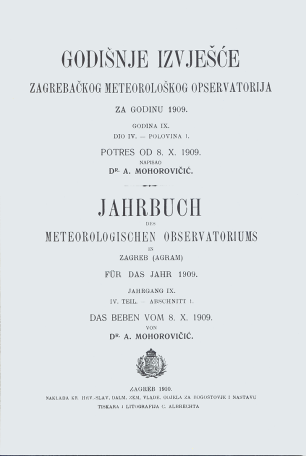 GODIŠNJE IZVJEŠĆE
ZAGREBAČKOG METEOROLOŠKOG OPSERVATORIJA
ZA GODINU 1909.
GODINA IX.
DIO IV. — POLOVINA 1.
POTRES OD 8. X. 1909.
NAPISAO
DR. A. MOHOROVIČIĆ.
JAHRBUCH
DES
METEOROLOGISCHEN OBSERVATORIUMS
IN
ZAGREB (AGRAM)
FÜR DAS JAHR 1909.
JAHRGANG IX.
IV. TEIL. — ABSCHNITT 1.
DAS BEBEN VOM 8. X. 1909.
VON
DR. A. MOHOROVIČIĆ.
ZAGREB 1910.
NAKLADA KR. HRV.-SLAV. DALM. ZEM. VLADE, ODJELA ZA BOGOŠTOVJE I NASTAVU
TISKARA I LITOGRAFIJA C. ALBRECHTA